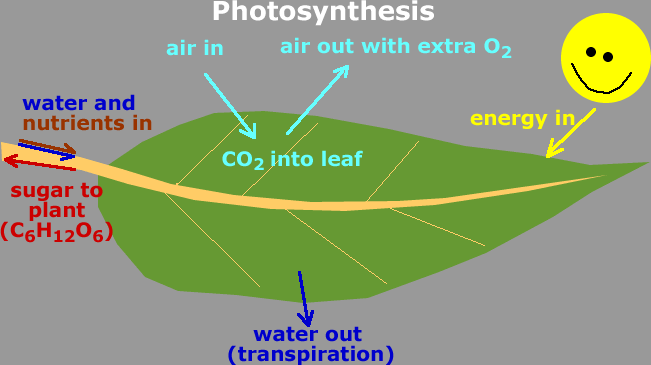 Photosynthesis
air in
air out with extra O₂
water and
nutrients in
energy in
CO₂ into leaf
sugar to
plant
(C₆H₁₂O₆)
water out
(transpiration)